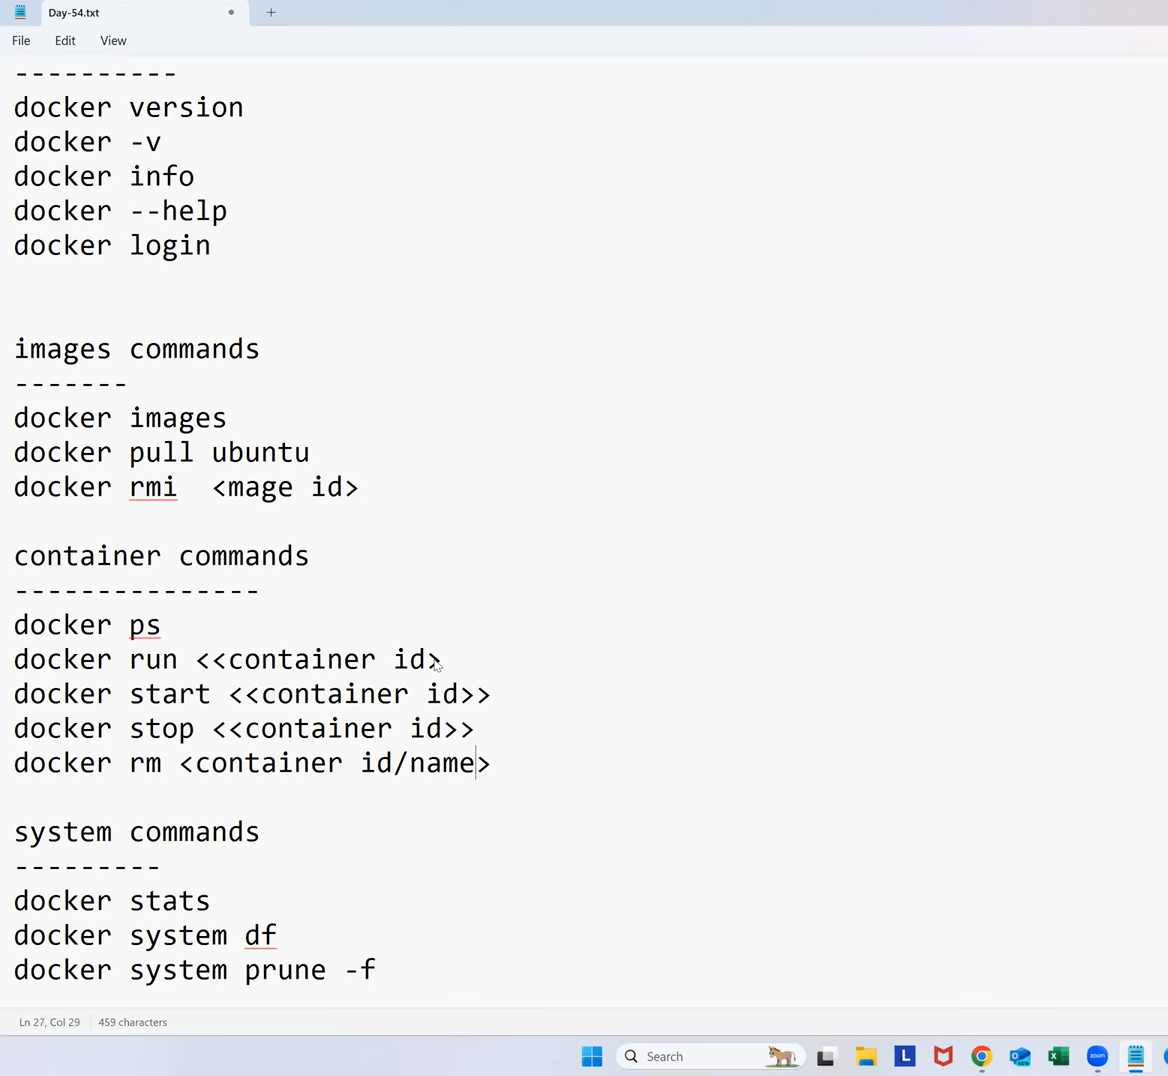 Day-54.txt
File Edit View
----------
docker version
docker -v
docker info
docker --help
docker login
images commands
-------
docker images
docker pull ubuntu
docker rmi  <mage id>
container commands
---------------
docker ps
docker run <<container id>
docker start <<container id>>
docker stop <<container id>>
docker rm <container id/name>
system commands
---------
docker stats
docker system df
docker system prune -f
Ln 27, Col 29 459 characters
Search L NEW zoom